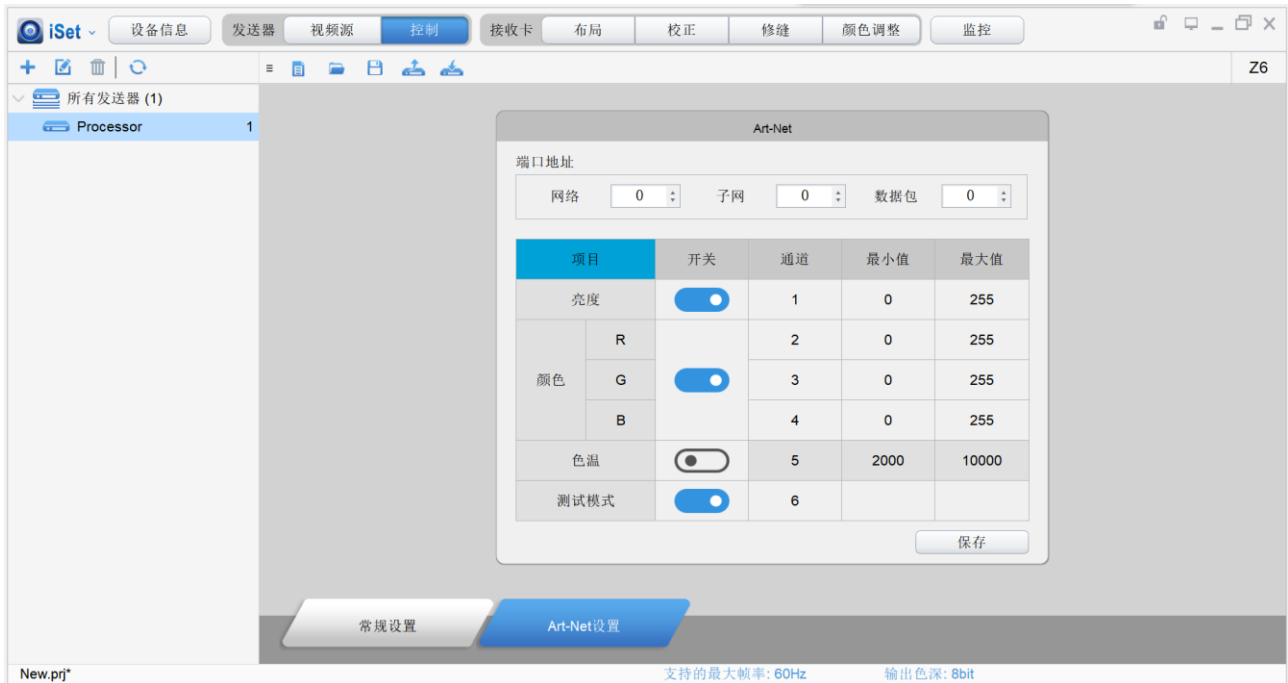 iSet 设备信息 发送器 视频源 控制 接收卡 布局 校正 修缝 颜色调整 监控
Z6
所有发送器 (1)
Processor 1
Art-Net
端口地址
网络 0 子网 0 数据包 0
项目 开关 通道 最小值 最大值
亮度 1 0 255
颜色 R 2 0 255
G 3 0 255
B 4 0 255
色温 5 2000 10000
测试模式 6
保存
常规设置 Art-Net设置
New.prj* 支持的最大帧率: 60Hz 输出色深: 8bit